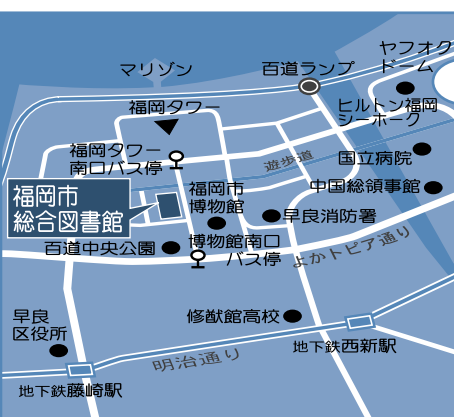 ヤフオク
ドーム
マリゾン
百道ランプ
福岡タワー
ヒルトン福岡
シーホーク
福岡タワー
南口バス停
遊歩道
国立病院
中国総領事館
福岡市
総合図書館
福岡市
博物館
早良消防署
百道中央公園
博物館南口
バス停
よかトピア通り
早良
区役所
修猷館高校
地下鉄西新駅
明治通り
地下鉄藤崎駅